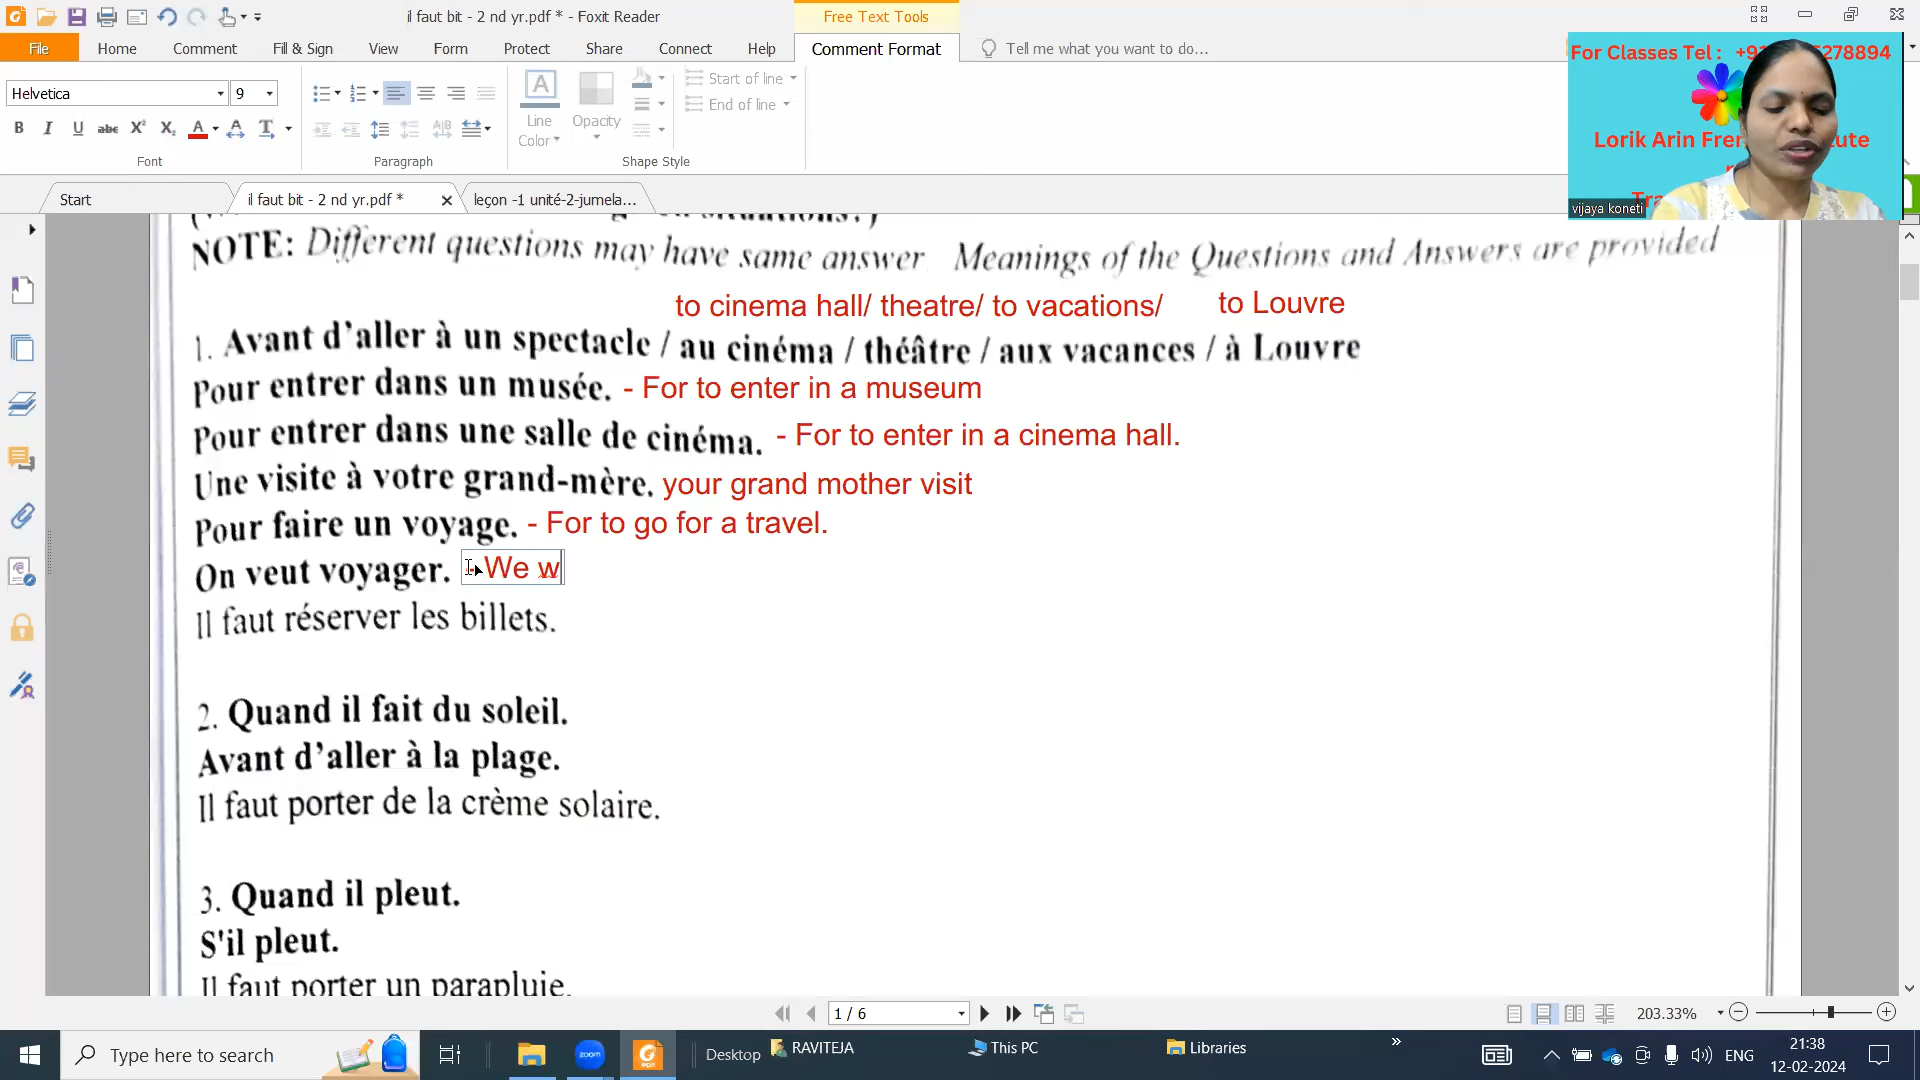 il faut bit - 2 nd yr.pdf * - Foxit Reader
Free Text Tools
File Home Comment Fill & Sign View Form Protect Share Connect Help Comment Format Tell me what you want to do...
Helvetica 9 Start of line
End of line
Line Color Opacity
Font Paragraph Shape Style
For Classes Tel :
Lorik Arin
vijaya koneti
Start il faut bit - 2 nd yr.pdf * leçon -1 unité-2-jumela...
NOTE: Different questions may have same answer Meanings of the Questions and Answers are provided
to cinema hall/ theatre/ to vacations/ to Louvre
1. Avant d'aller à un spectacle / au cinéma / théâtre / aux vacances / à Louvre
Pour entrer dans un musée. - For to enter in a museum
Pour entrer dans une salle de cinéma. - For to enter in a cinema hall.
Une visite à votre grand-mère. your grand mother visit
Pour faire un voyage. - For to go for a travel.
On veut voyager. - We w
Il faut réserver les billets.
2. Quand il fait du soleil.
Avant d'aller à la plage.
Il faut porter de la crème solaire.
3. Quand il pleut.
S'il pleut.
Il faut porter un parapluie.
1 / 6 203.33%
Type here to search zoom Desktop RAVITEJA This PC Libraries » ENG 21:38
12-02-2024